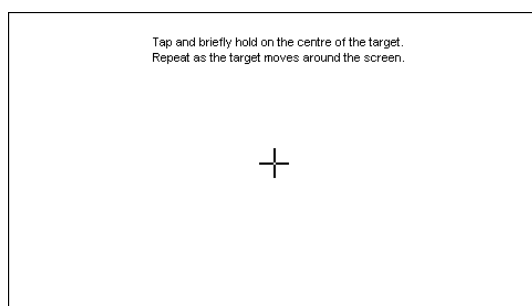 Tap and briefly hold on the centre of the target.
Repeat as the target moves around the screen.